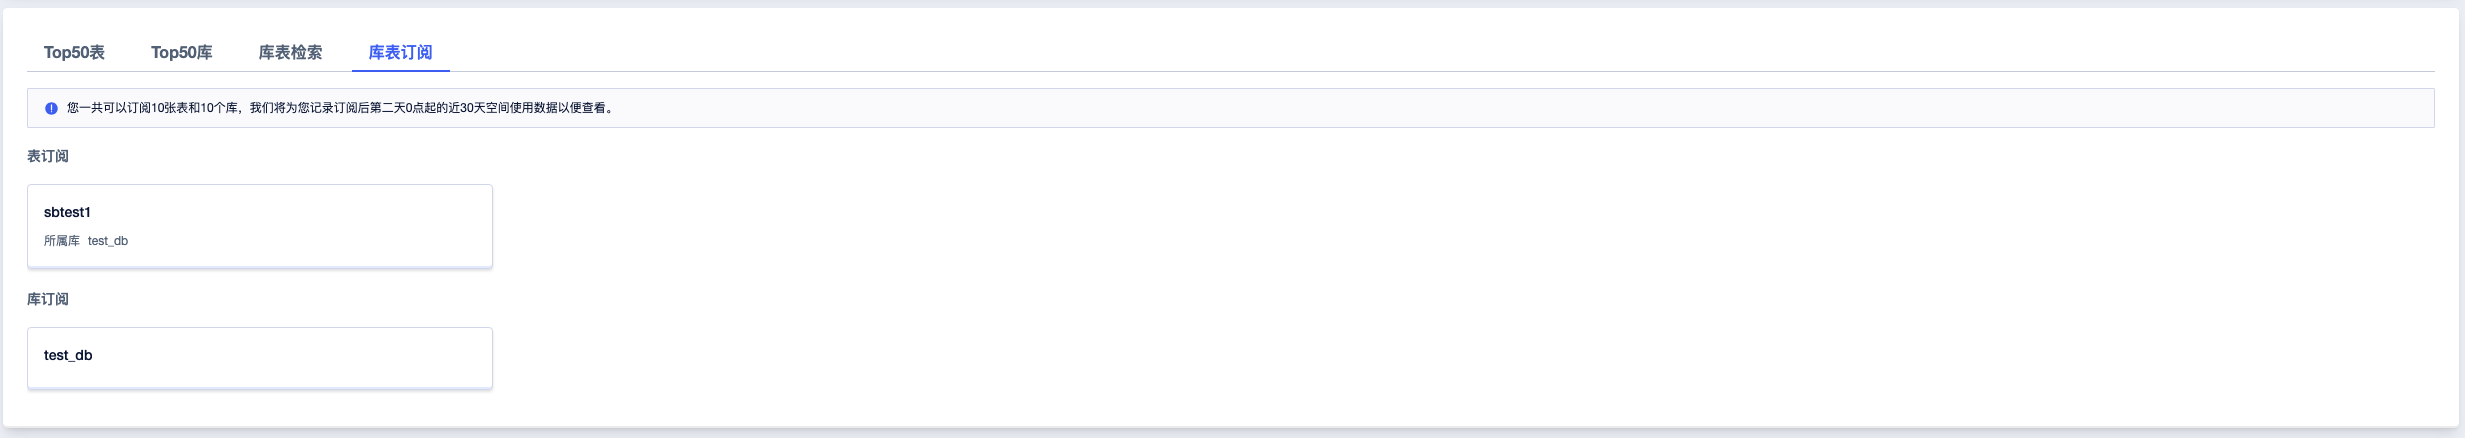 Top50表 Top50库 库表检索 库表订阅
您一共可以订阅10张表和10个库，我们将为您记录订阅后第二天0点起的近30天空间使用数据以便查看。
表订阅
sbtest1
所属库 test_db
库订阅
test_db